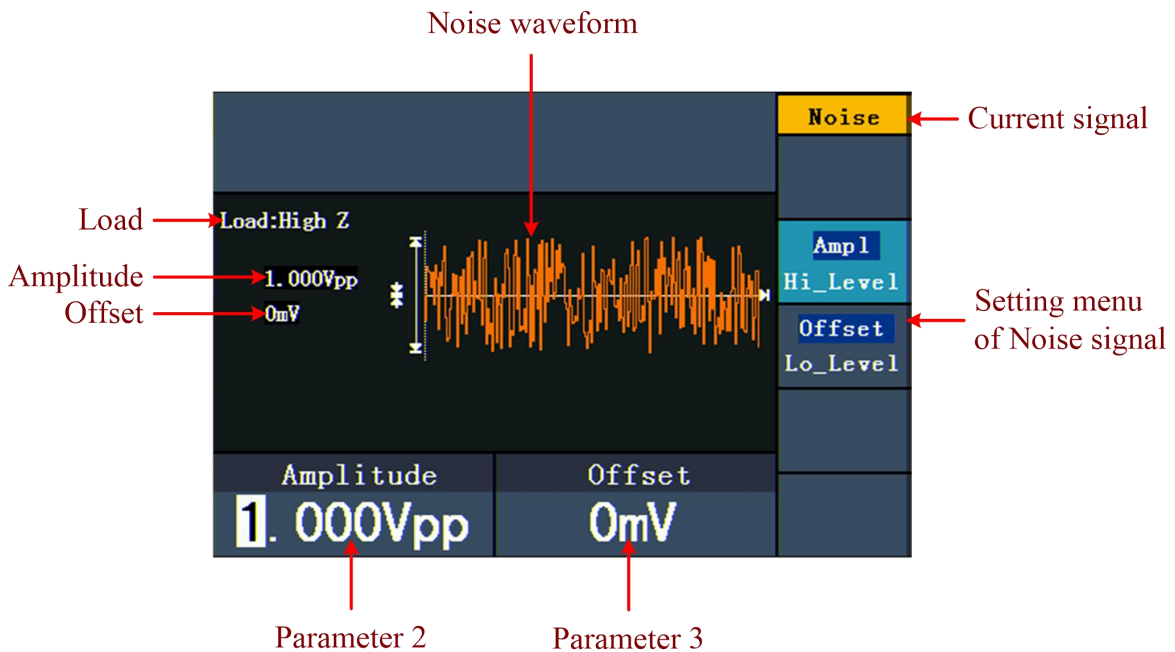 Noise waveform
Noise
Current signal
Load
Load:High Z
Ampl
Hi_Level
Amplitude
1.000Vpp
Offset
0mV
Offset
Lo_Level
Setting menu
of Noise signal
Amplitude
Offset
1.000Vpp
0mV
Parameter 2
Parameter 3